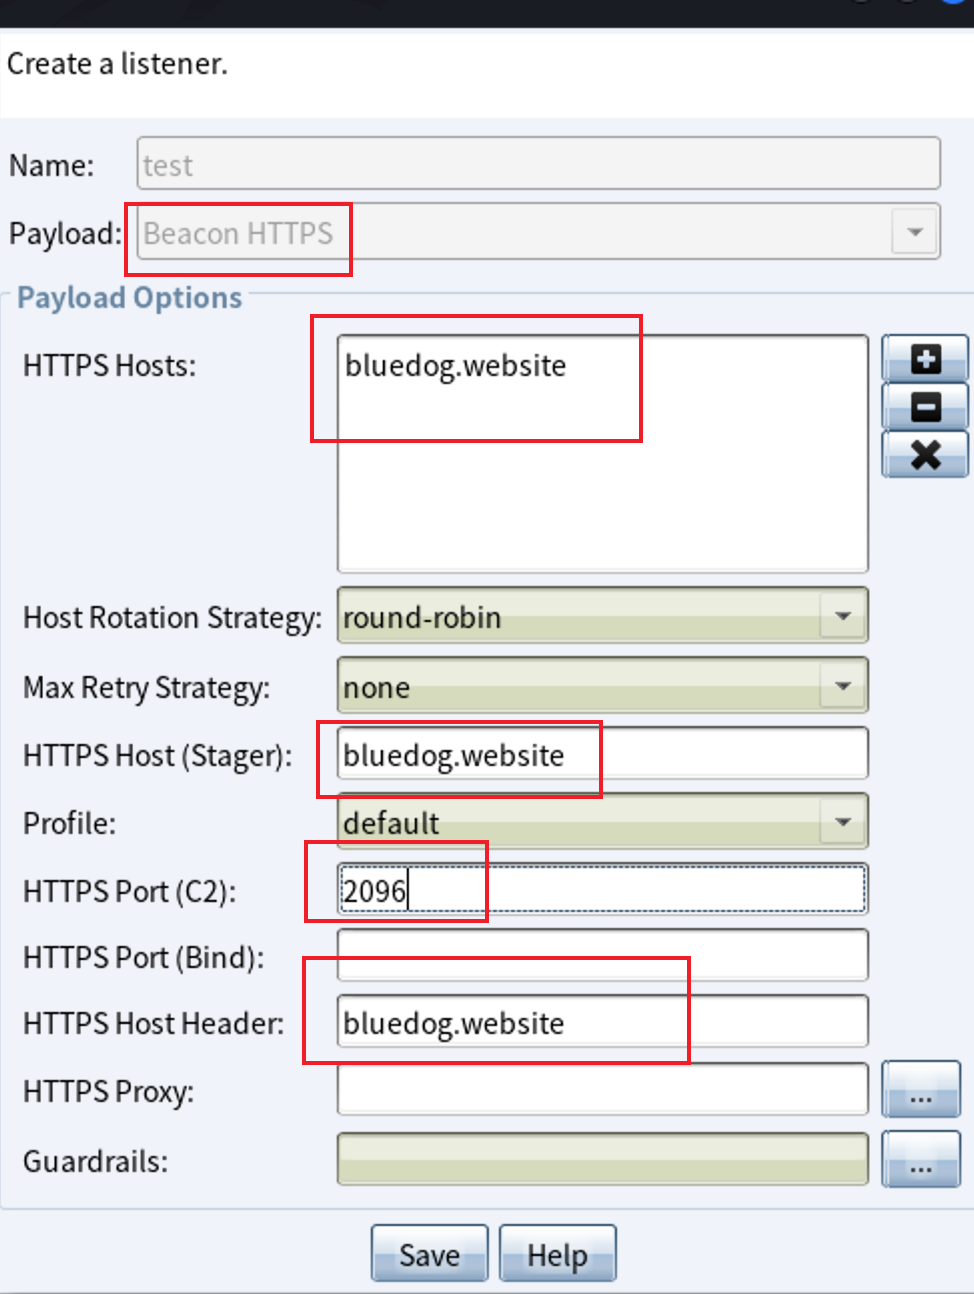 Create a listener.
Name: test
Payload: Beacon HTTPS
Payload Options
HTTPS Hosts: bluedog.website
Host Rotation Strategy: round-robin
Max Retry Strategy: none
HTTPS Host (Stager): bluedog.website
Profile: default
HTTPS Port (C2): 2096
HTTPS Port (Bind):
HTTPS Host Header: bluedog.website
HTTPS Proxy: ...
Guardrails: ...
Save Help